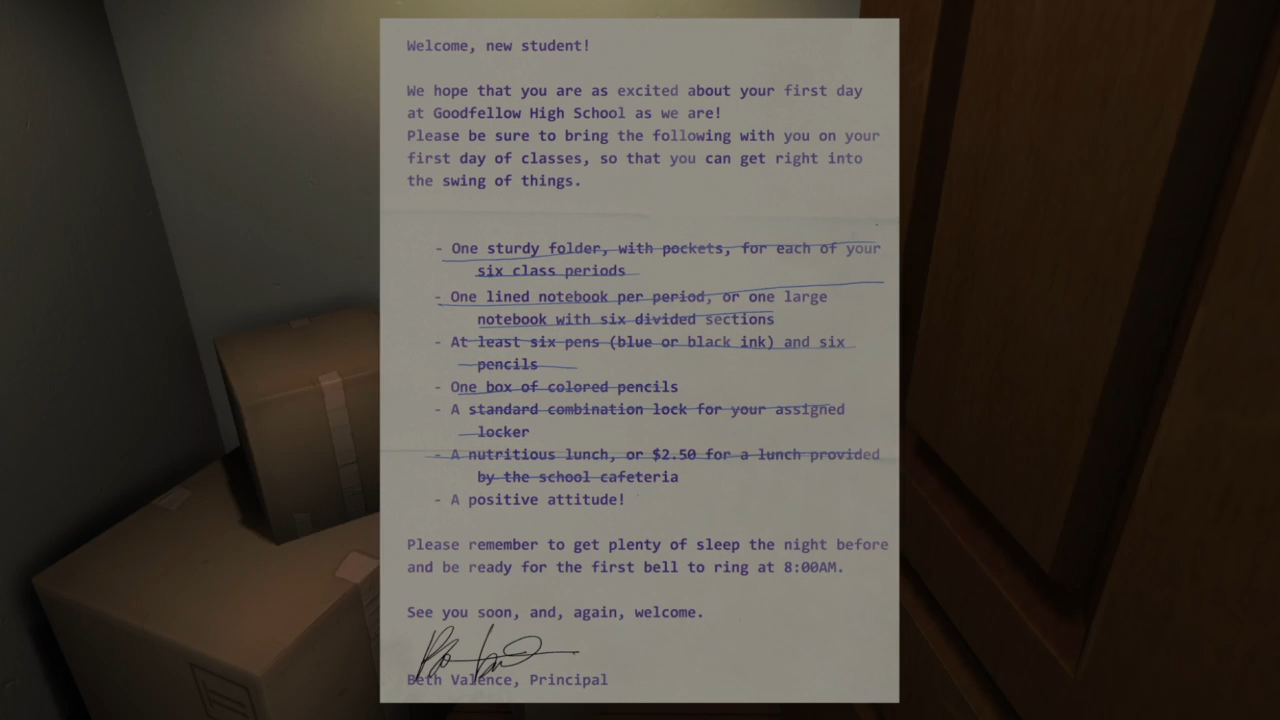 Welcome, new student!
We hope that you are as excited about your first day
at Goodfellow High School as we are!
Please be sure to bring the following with you on your
first day of classes, so that you can get right into
the swing of things.
- One sturdy folder, with pockets, for each of your
six class periods
- One lined notebook per period, or one large
notebook with six divided sections
- At least six pens (blue or black ink) and six
pencils
- One box of colored pencils
- A standard combination lock for your assigned
locker
- A nutritious lunch, or $2.50 for a lunch provided
by the school cafeteria
- A positive attitude!
Please remember to get plenty of sleep the night before
and be ready for the first bell to ring at 8:00AM.
See you soon, and, again, welcome.
Beth Valence, Principal